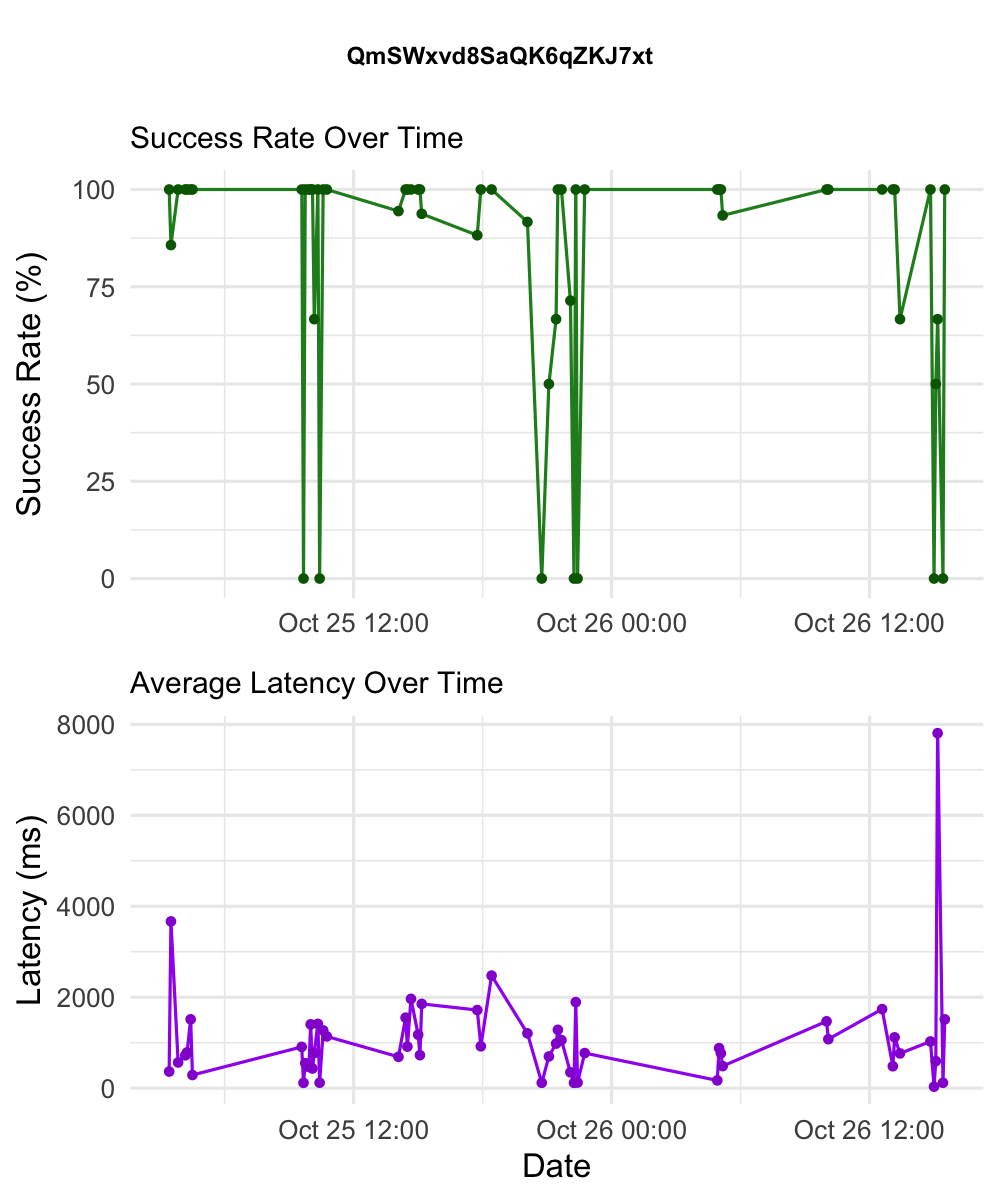 QmSWxvd8SaQK6qZKJ7xt
Success Rate Over Time
Success Rate (%)
100
75
50
25
0
Oct 25 12:00 Oct 26 00:00 Oct 26 12:00
Average Latency Over Time
Latency (ms)
8000
6000
4000
2000
0
Oct 25 12:00 Oct 26 00:00 Oct 26 12:00
Date